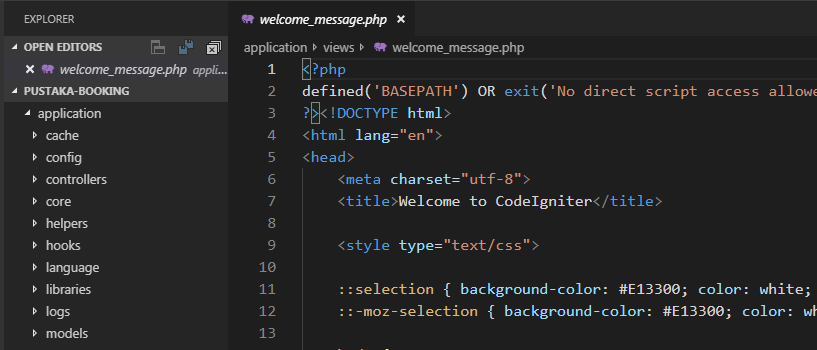 EXPLORER
OPEN EDITORS
welcome_message.php appli...
PUSTAKA-BOOKING
application
cache
config
controllers
core
helpers
hooks
language
libraries
logs
models
welcome_message.php
application views welcome_message.php
1 <?php
2 defined('BASEPATH') OR exit('No direct script access allowe
3 ?><!DOCTYPE html>
4 <html lang="en">
5 <head>
6 <meta charset="utf-8">
7 <title>Welcome to CodeIgniter</title>
8
9 <style type="text/css">
10
11 ::selection { background-color: #E13300; color: white;
12 ::-moz-selection { background-color: #E13300; color: wh
13